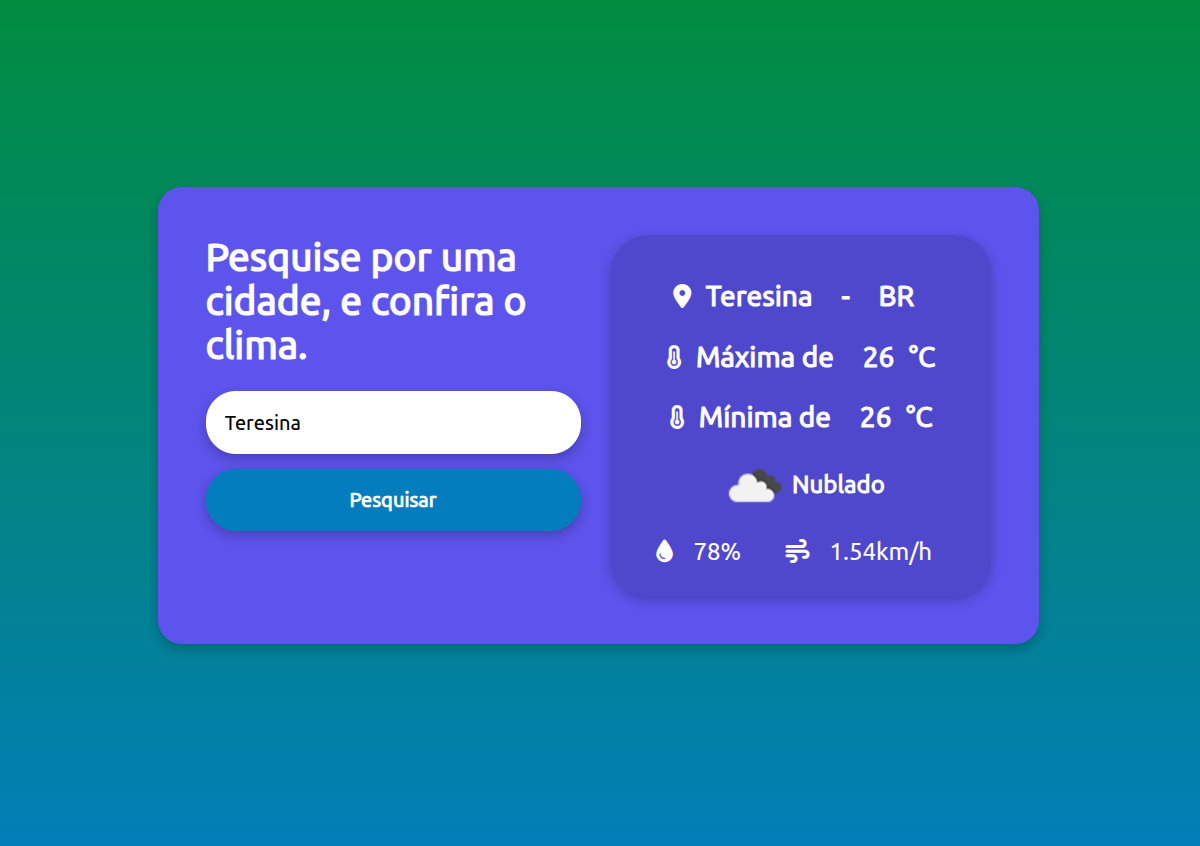 Pesquise por uma
cidade, e confira o
clima.
Teresina
Pesquisar
Teresina - BR
Máxima de 26 °C
Mínima de 26 °C
Nublado
78% 1.54km/h